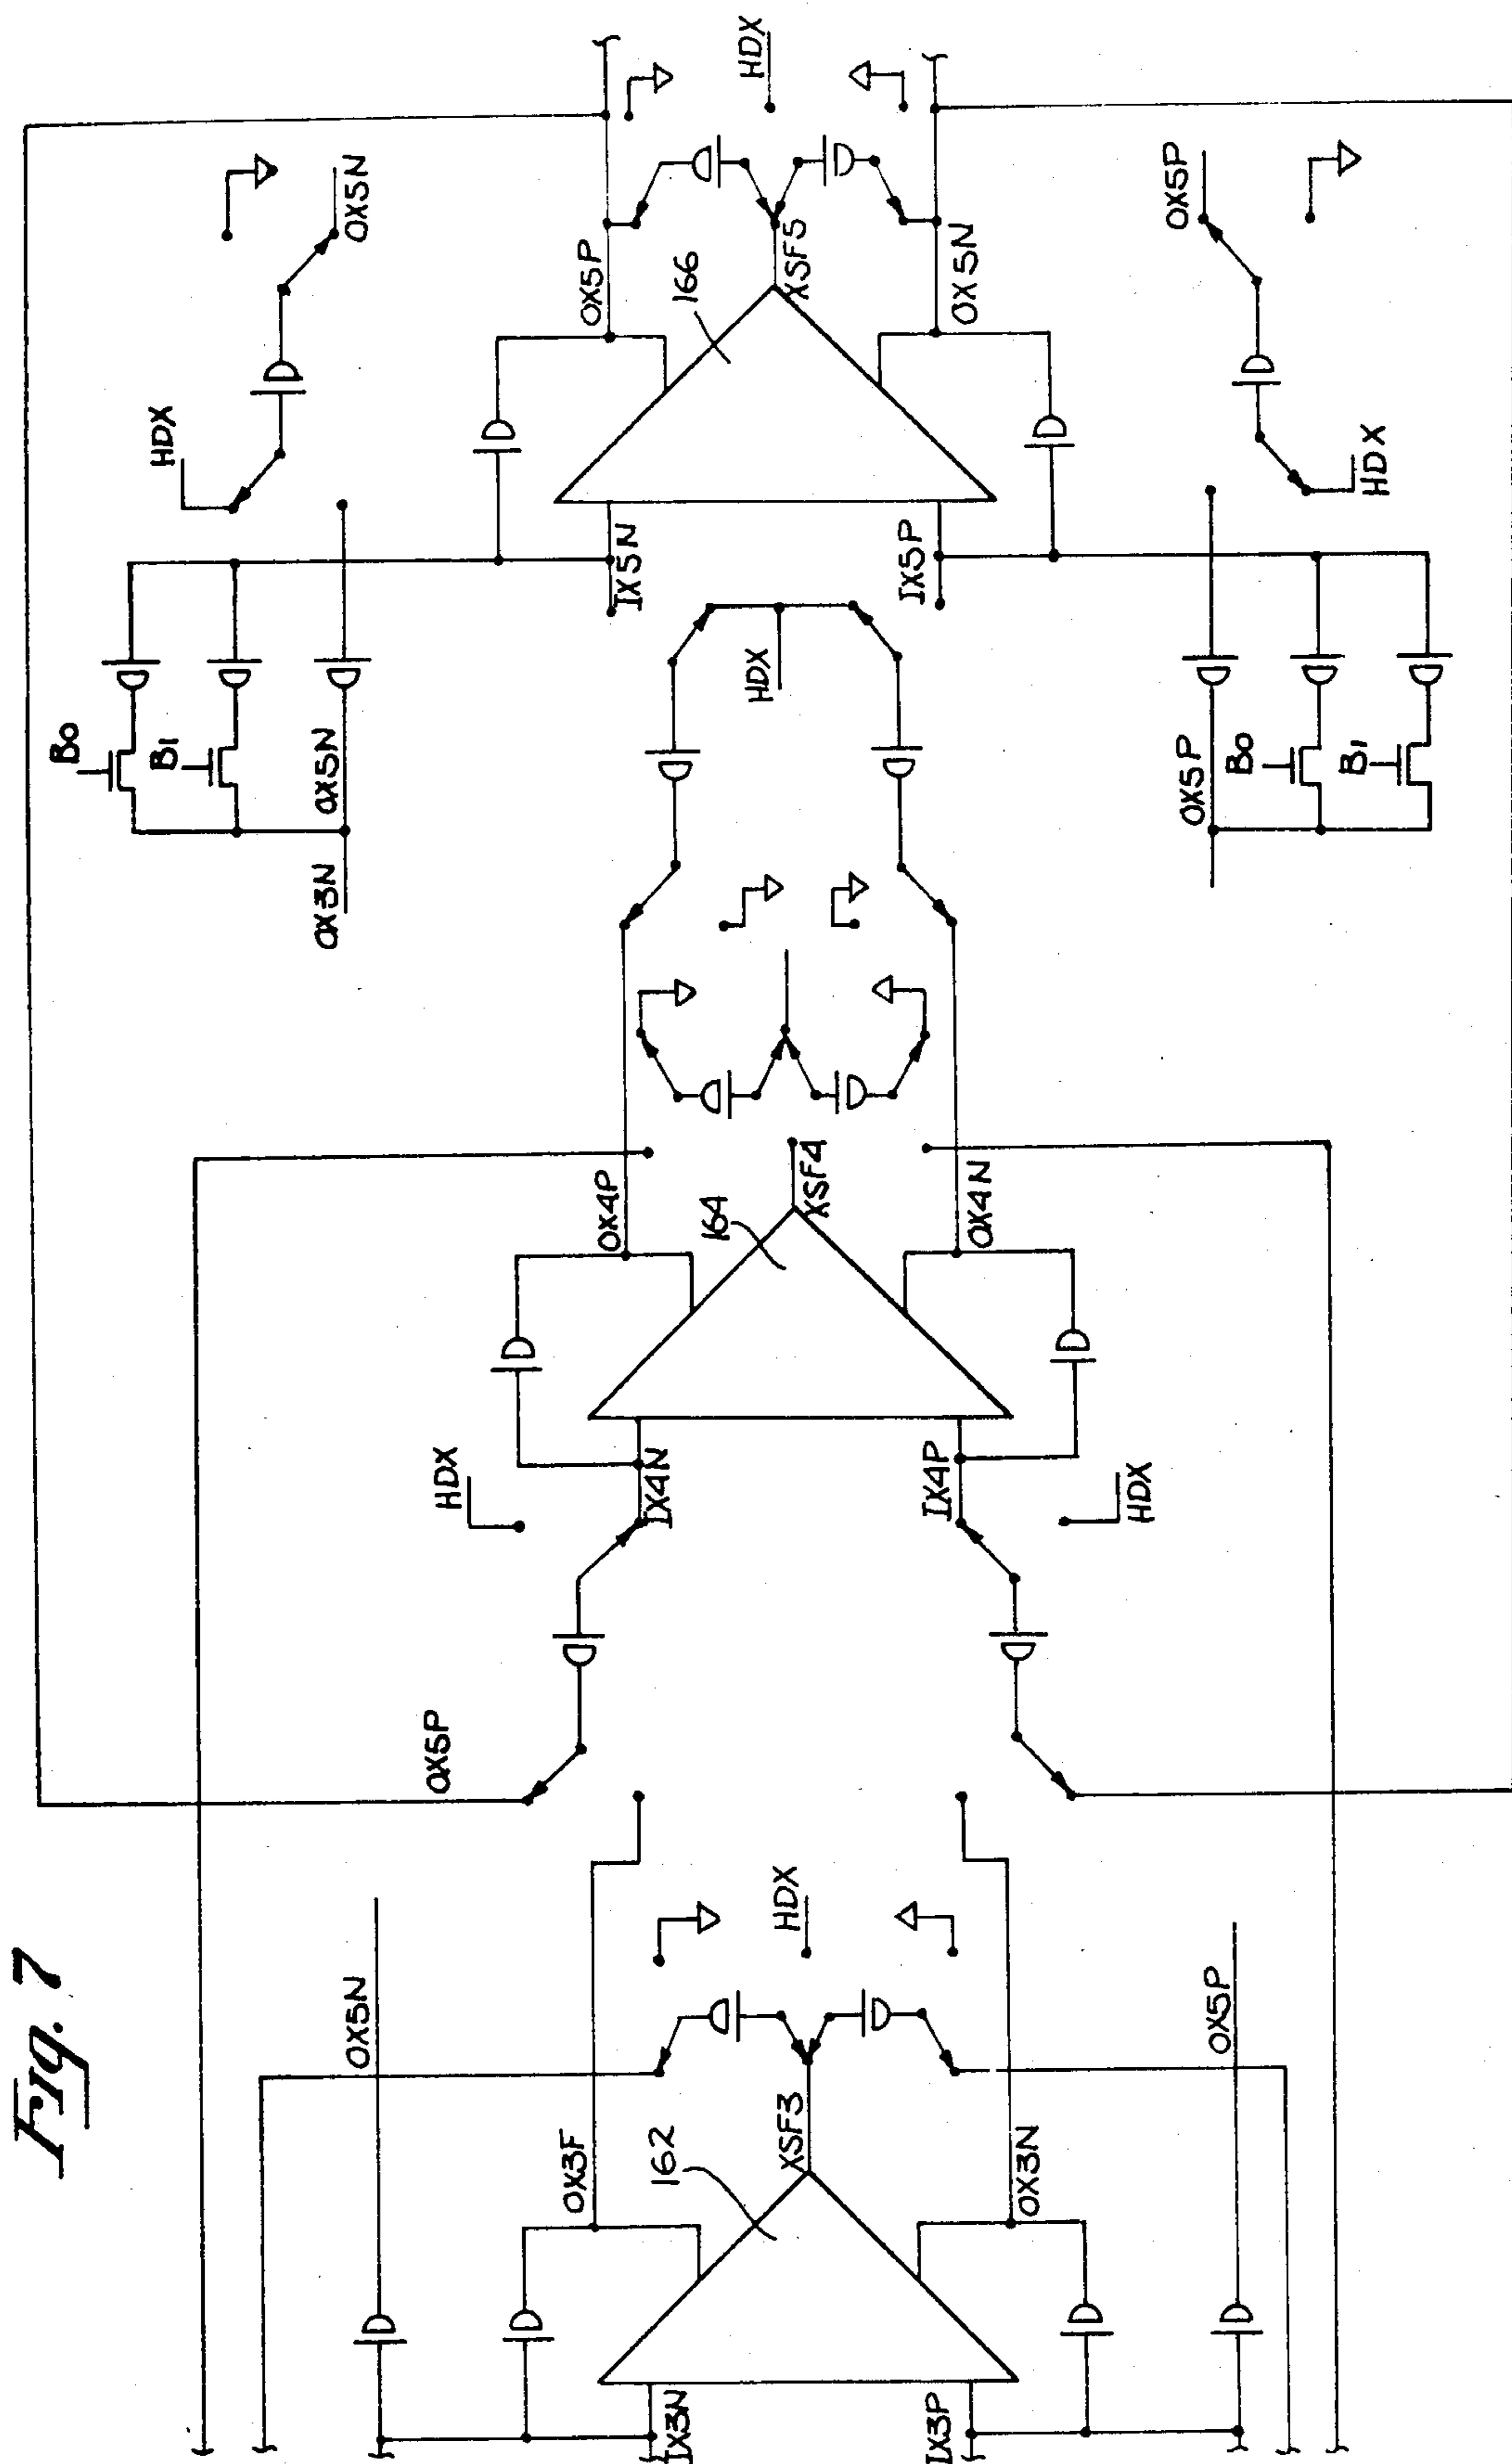 Fig. 7
B0
B1
HDX
OX3N
OX5N
OX5N
OX5N
OX5P
HDX
OX3F
OX4P
OX5P
162
IX3N
IX4N
164
IX5N
166
XSF3
HDX
XSF4
HDX
XSF5
HDX
IX3P
IX4P
IX5P
OX3N
OX4N
OX5N
HDX
OX5P
OX5P
OX5P
B0
B1
HDX